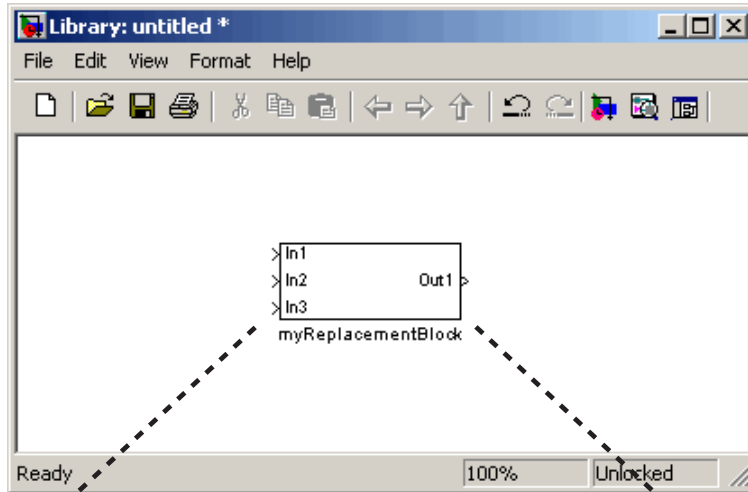 Library: untitled *
File Edit View Format Help
In1
In2 Out1
In3
myReplacementBlock
Ready 100% Unlocked